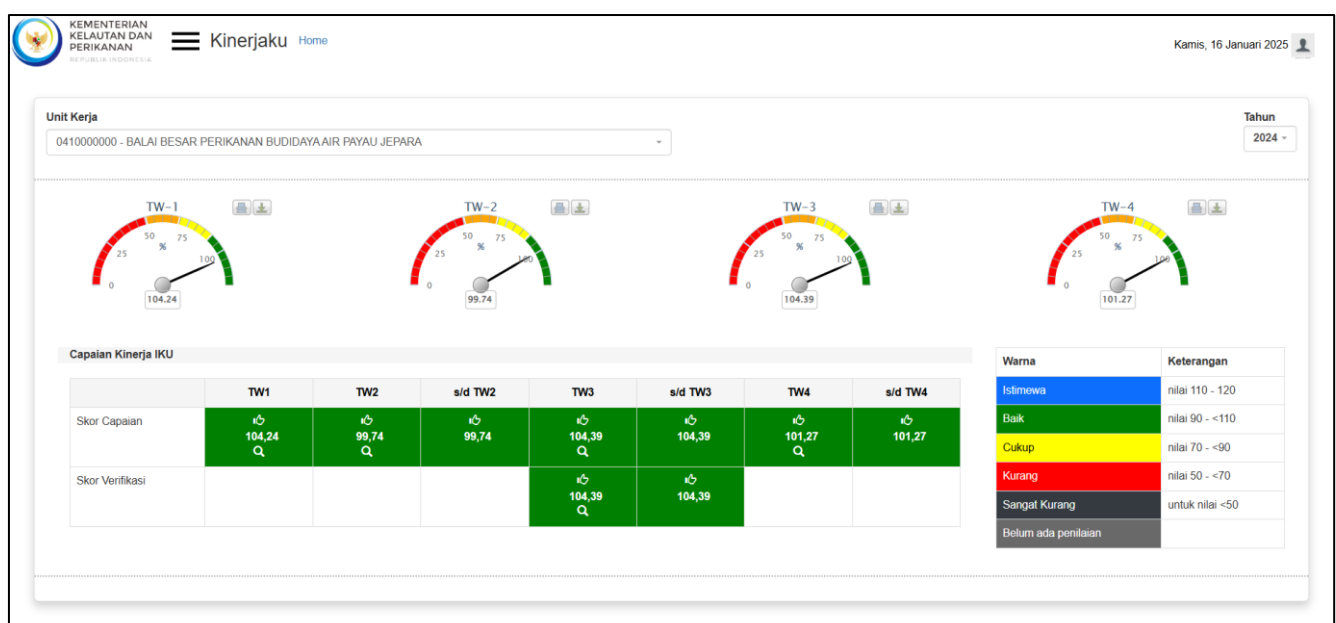 KEMENTERIAN
KELAUTAN DAN
PERIKANAN
REPUBLIK INDONESIA
Kinerjaku Home
Kamis, 16 Januari 2025
Unit Kerja
Tahun
0410000000 - BALAI BESAR PERIKANAN BUDIDAYA AIR PAYAU JEPARA
2024
TW-1
0 25 50 75 100
%
104.24
TW-2
0 25 50 75 100
%
99.74
TW-3
0 25 50 75 100
%
104.39
TW-4
0 25 50 75 100
%
101.27
Capaian Kinerja IKU
TW1 TW2 s/d TW2 TW3 s/d TW3 TW4 s/d TW4
Skor Capaian 104,24 99,74 99,74 104,39 104,39 101,27 101,27
Skor Verifikasi 104,39 104,39
Warna Keterangan
Istimewa nilai 110 - 120
Baik nilai 90 - <110
Cukup nilai 70 - <90
Kurang nilai 50 - <70
Sangat Kurang untuk nilai <50
Belum ada penilaian